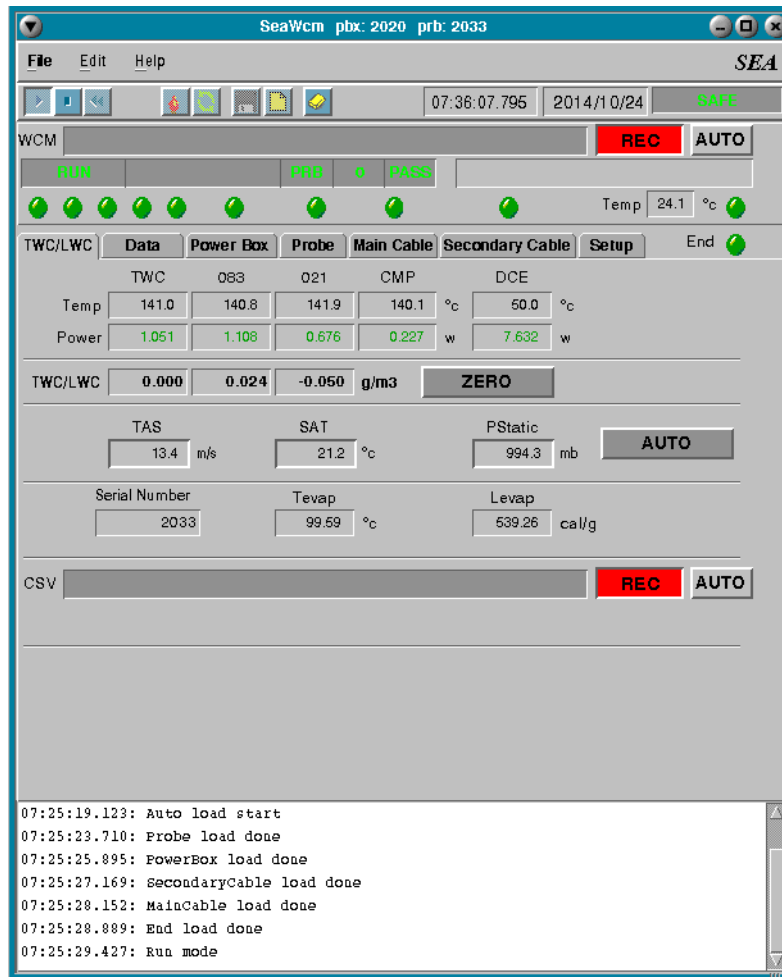 SeaWcm pbx: 2020 prb: 2033
File Edit Help SEA
07:36:07.795 2014/10/24 SAFE
WCM REC AUTO
RUN PRB o PASS
Temp 24.1 °c
TWC/LWC Data Power Box Probe Main Cable Secondary Cable Setup End
TWC 083 021 CMP DCE
Temp 141.0 140.8 141.9 140.1 °c 50.0 °c
Power 1.051 1.108 0.676 0.227 w 7.632 w
TWC/LWC 0.000 0.024 -0.050 g/m3 ZERO
TAS SAT PStatic
13.4 m/s 21.2 °c 994.3 mb AUTO
Serial Number Tevap Levap
2033 99.59 °c 539.26 cal/g
CSV REC AUTO
07:25:19.123: Auto load start
07:25:23.710: Probe load done
07:25:25.895: PowerBox load done
07:25:27.169: SecondaryCable load done
07:25:28.152: MainCable load done
07:25:28.889: End load done
07:25:29.427: Run mode